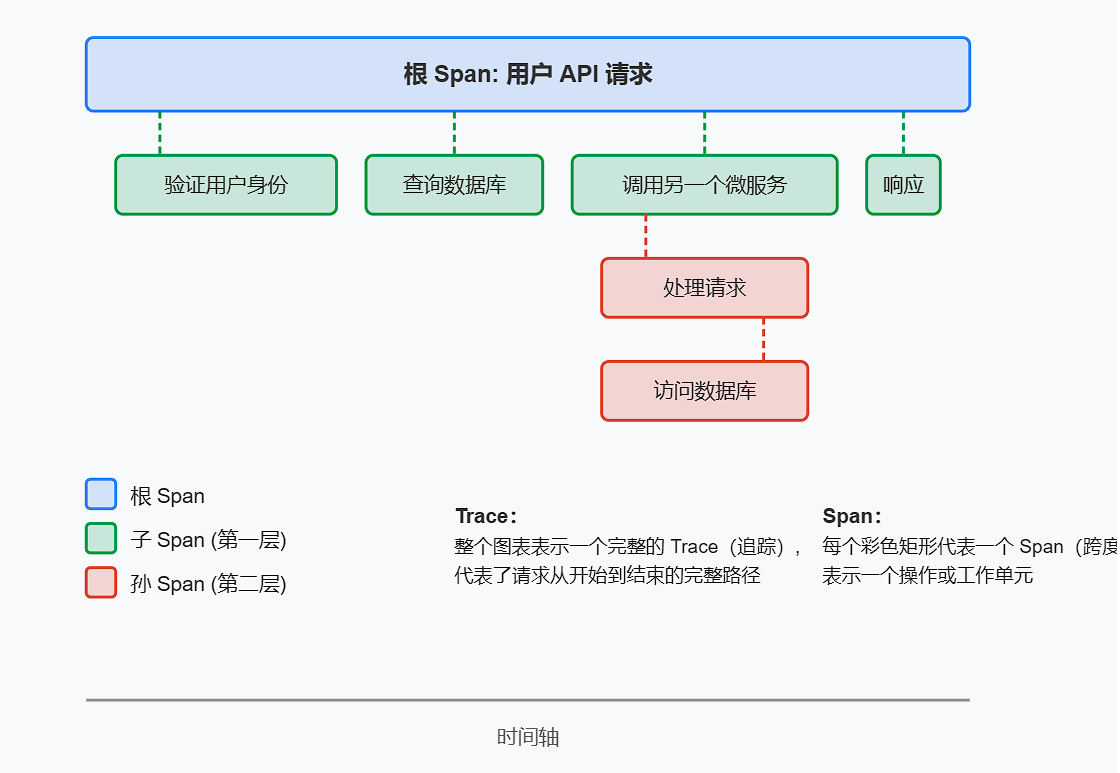 根 Span: 用户 API 请求
验证用户身份
查询数据库
调用另一个微服务
响应
处理请求
访问数据库
根 Span
子 Span (第一层)
孙 Span (第二层)
Trace：
整个图表表示一个完整的 Trace（追踪）,
代表了请求从开始到结束的完整路径
Span：
每个彩色矩形代表一个 Span（跨度
表示一个操作或工作单元
时间轴